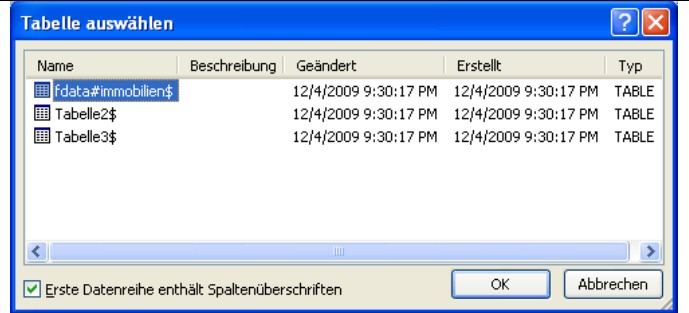 Tabelle auswählen
Name Beschreibung Geändert Erstellt Typ
fdata#immobilien$ 12/4/2009 9:30:17 PM 12/4/2009 9:30:17 PM TABLE
Tabelle2$ 12/4/2009 9:30:17 PM 12/4/2009 9:30:17 PM TABLE
Tabelle3$ 12/4/2009 9:30:17 PM 12/4/2009 9:30:17 PM TABLE
Erste Datenreihe enthält Spaltenüberschriften OK Abbrechen